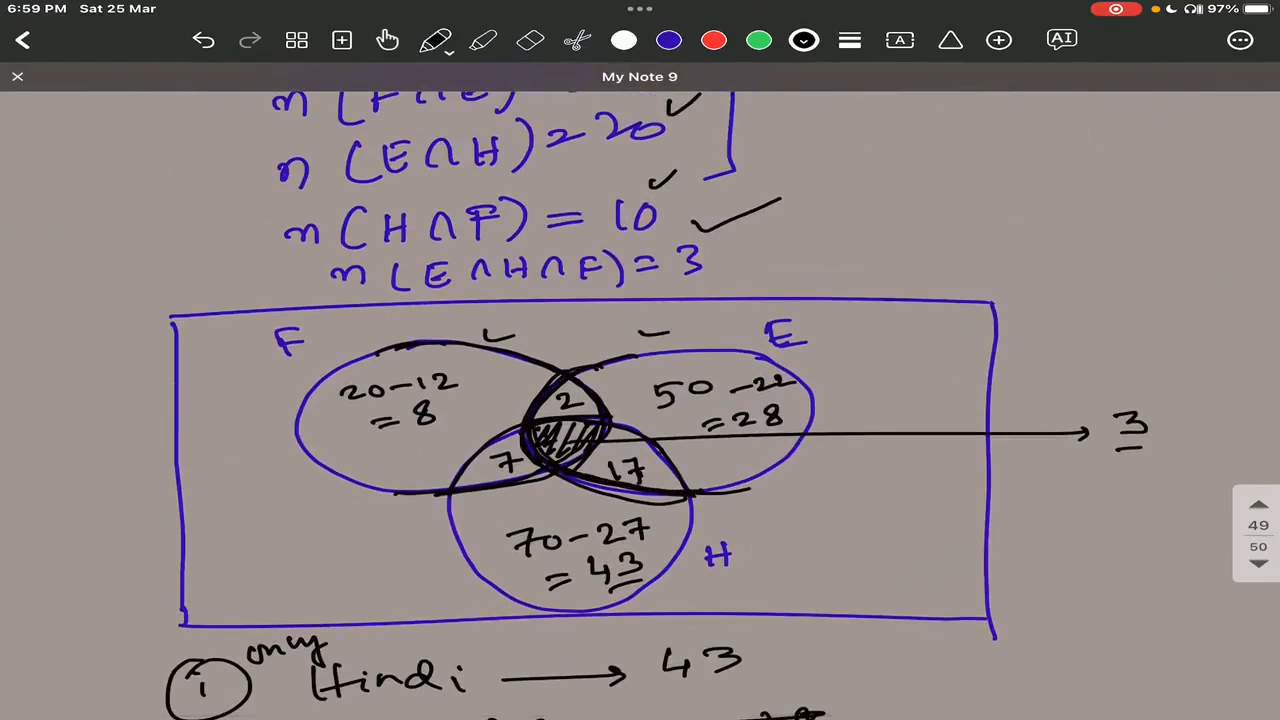 6:59 PM Sat 25 Mar 97%
A AI
My Note 9
n (F∩E)
n (E∩H) = 20
n (H∩F) = 10
n (E∩H∩F) = 3
F E
20-12 2 50-22
= 8 = 28
3
7 17
70-27
= 43
H
49
50
i only Hindi → 43